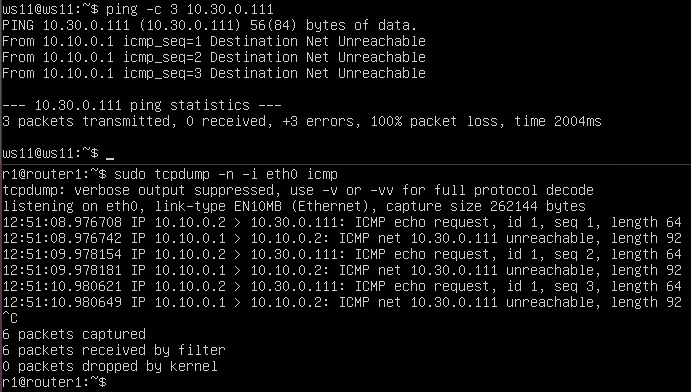 ws11@ws11:~$ ping -c 3 10.30.0.111
PING 10.30.0.111 (10.30.0.111) 56(84) bytes of data.
From 10.10.0.1 icmp_seq=1 Destination Net Unreachable
From 10.10.0.1 icmp_seq=2 Destination Net Unreachable
From 10.10.0.1 icmp_seq=3 Destination Net Unreachable
--- 10.30.0.111 ping statistics ---
3 packets transmitted, 0 received, +3 errors, 100% packet loss, time 2004ms
ws11@ws11:~$ _
r1@router1:~$ sudo tcpdump -n -i eth0 icmp
tcpdump: verbose output suppressed, use -v or -vv for full protocol decode
listening on eth0, link-type EN10MB (Ethernet), capture size 262144 bytes
12:51:08.976708 IP 10.10.0.2 > 10.30.0.111: ICMP echo request, id 1, seq 1, length 64
12:51:08.976742 IP 10.10.0.1 > 10.10.0.2: ICMP net 10.30.0.111 unreachable, length 92
12:51:09.978154 IP 10.10.0.2 > 10.30.0.111: ICMP echo request, id 1, seq 2, length 64
12:51:09.978181 IP 10.10.0.1 > 10.10.0.2: ICMP net 10.30.0.111 unreachable, length 92
12:51:10.980621 IP 10.10.0.2 > 10.30.0.111: ICMP echo request, id 1, seq 3, length 64
12:51:10.980649 IP 10.10.0.1 > 10.10.0.2: ICMP net 10.30.0.111 unreachable, length 92
^C
6 packets captured
6 packets received by filter
0 packets dropped by kernel
r1@router1:~$